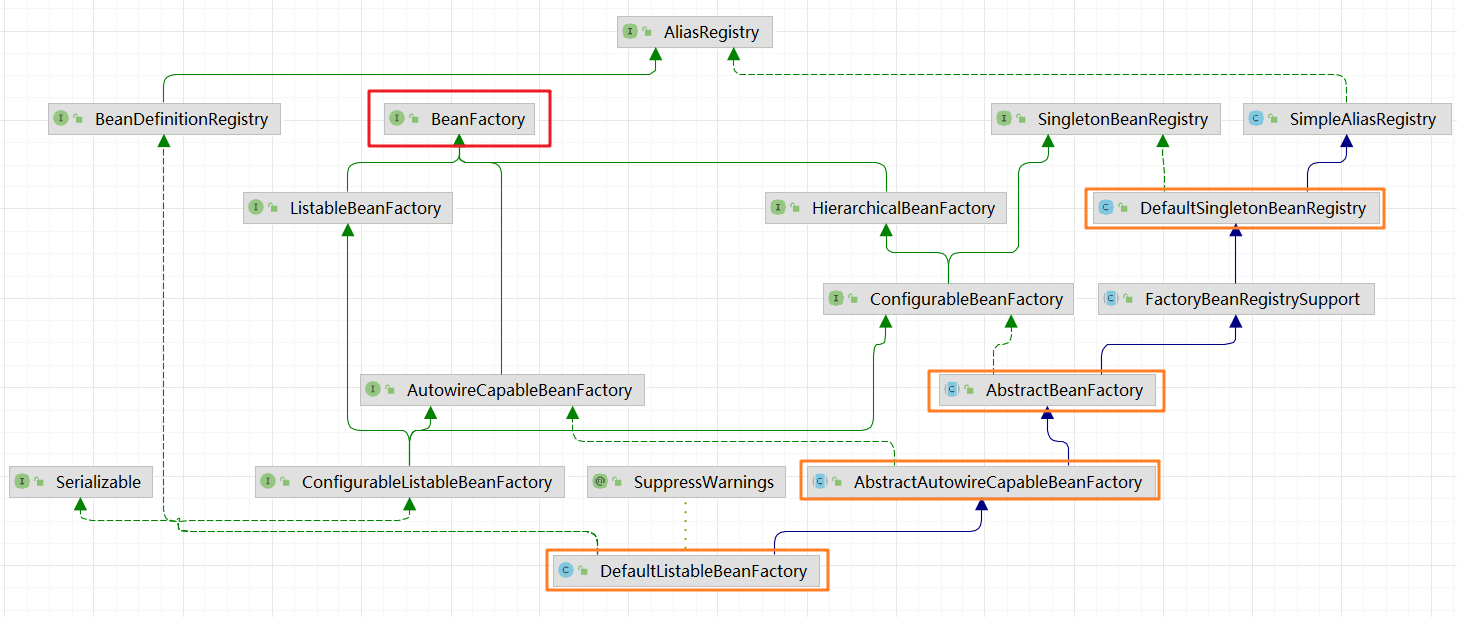 AliasRegistry
BeanDefinitionRegistry
BeanFactory
SingletonBeanRegistry
SimpleAliasRegistry
ListableBeanFactory
HierarchicalBeanFactory
DefaultSingletonBeanRegistry
ConfigurableBeanFactory
FactoryBeanRegistrySupport
AutowireCapableBeanFactory
AbstractBeanFactory
Serializable
ConfigurableListableBeanFactory
SuppressWarnings
AbstractAutowireCapableBeanFactory
DefaultListableBeanFactory